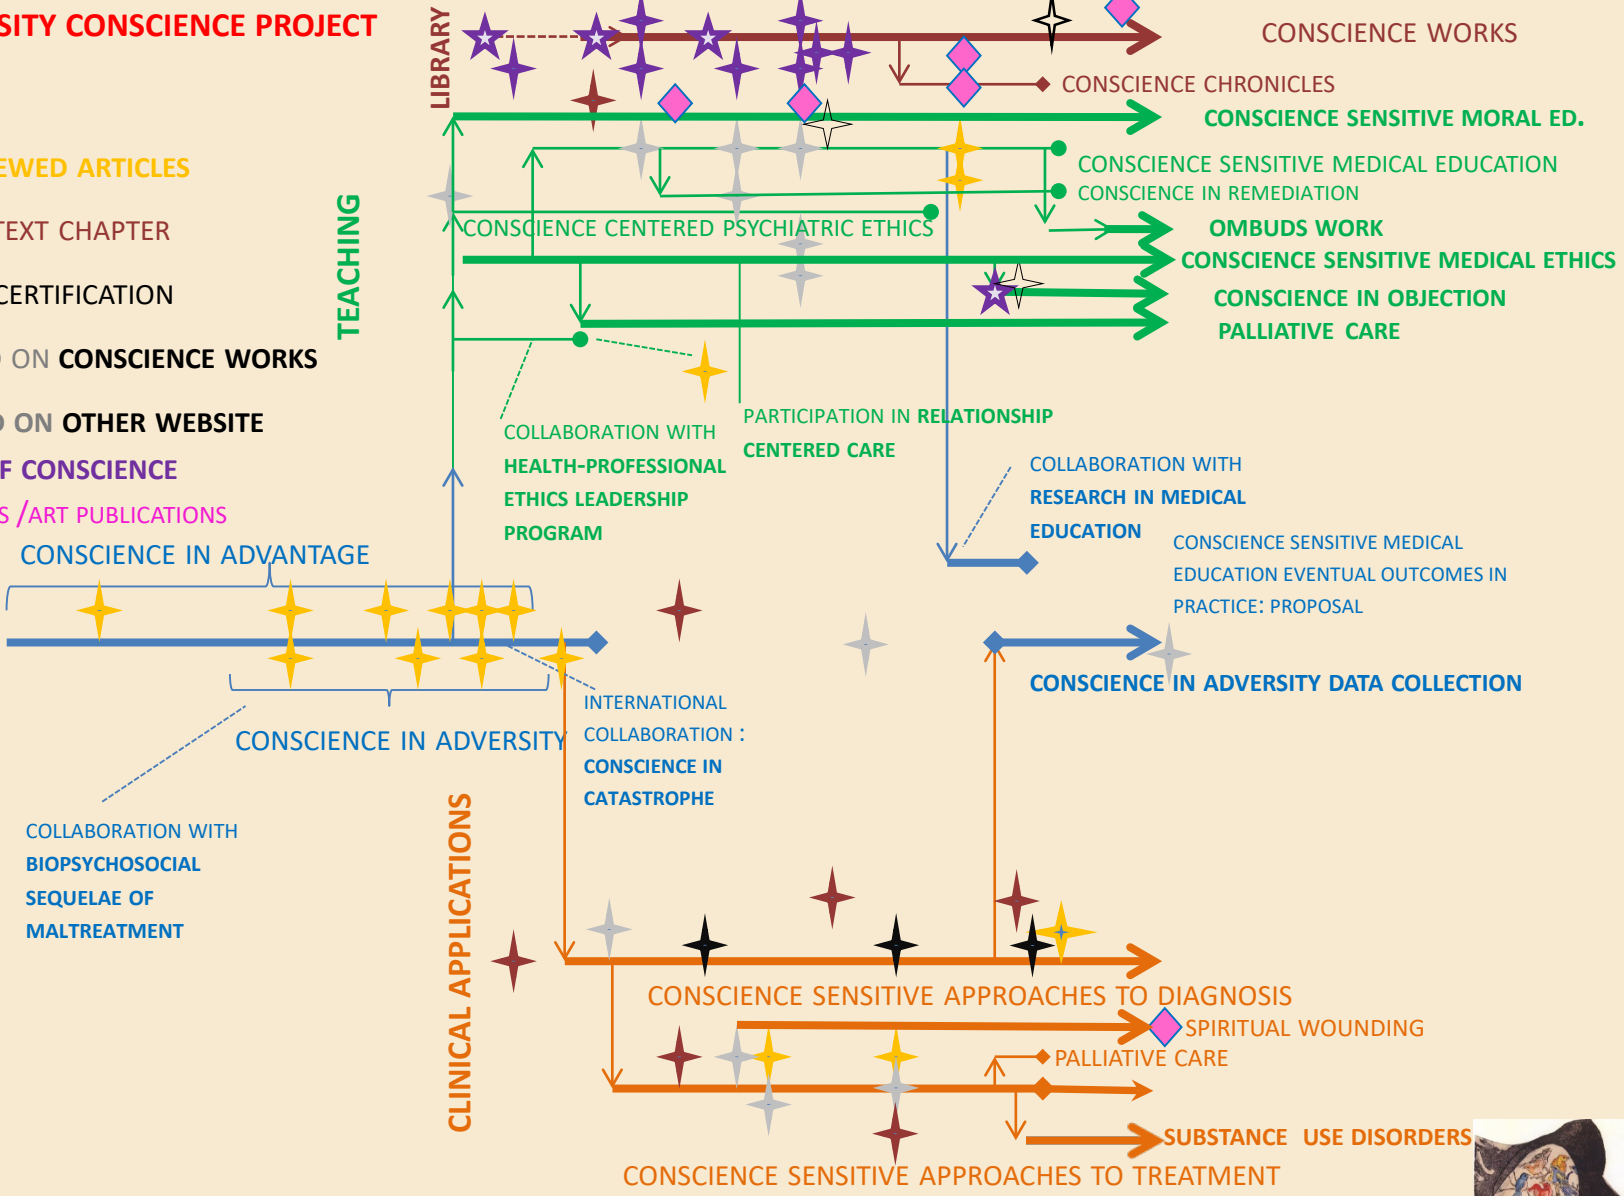 SITY CONSCIENCE PROJECT
LIBRARY
CONSCIENCE WORKS
CONSCIENCE CHRONICLES
CONSCIENCE SENSITIVE MORAL ED.
EWED ARTICLES
CONSCIENCE SENSITIVE MEDICAL EDUCATION
CONSCIENCE IN REMEDIATION
TEXT CHAPTER
TEACHING
CONSCIENCE CENTERED PSYCHIATRIC ETHICS
OMBUDS WORK
CONSCIENCE SENSITIVE MEDICAL ETHICS
CERTIFICATION
CONSCIENCE IN OBJECTION
PALLIATIVE CARE
ON CONSCIENCE WORKS
D ON OTHER WEBSITE
F CONSCIENCE
S /ART PUBLICATIONS
COLLABORATION WITH
HEALTH-PROFESSIONAL
ETHICS LEADERSHIP
PROGRAM
PARTICIPATION IN RELATIONSHIP
CENTERED CARE
COLLABORATION WITH
RESEARCH IN MEDICAL
EDUCATION
CONSCIENCE SENSITIVE MEDICAL
EDUCATION EVENTUAL OUTCOMES IN
PRACTICE: PROPOSAL
CONSCIENCE IN ADVANTAGE
CONSCIENCE IN ADVERSITY DATA COLLECTION
CONSCIENCE IN ADVERSITY
INTERNATIONAL
COLLABORATION :
CONSCIENCE IN
CATASTROPHE
COLLABORATION WITH
BIOPSYCHOSOCIAL
SEQUELAE OF
MALTREATMENT
CLINICAL APPLICATIONS
CONSCIENCE SENSITIVE APPROACHES TO DIAGNOSIS
SPIRITUAL WOUNDING
PALLIATIVE CARE
SUBSTANCE USE DISORDERS
CONSCIENCE SENSITIVE APPROACHES TO TREATMENT